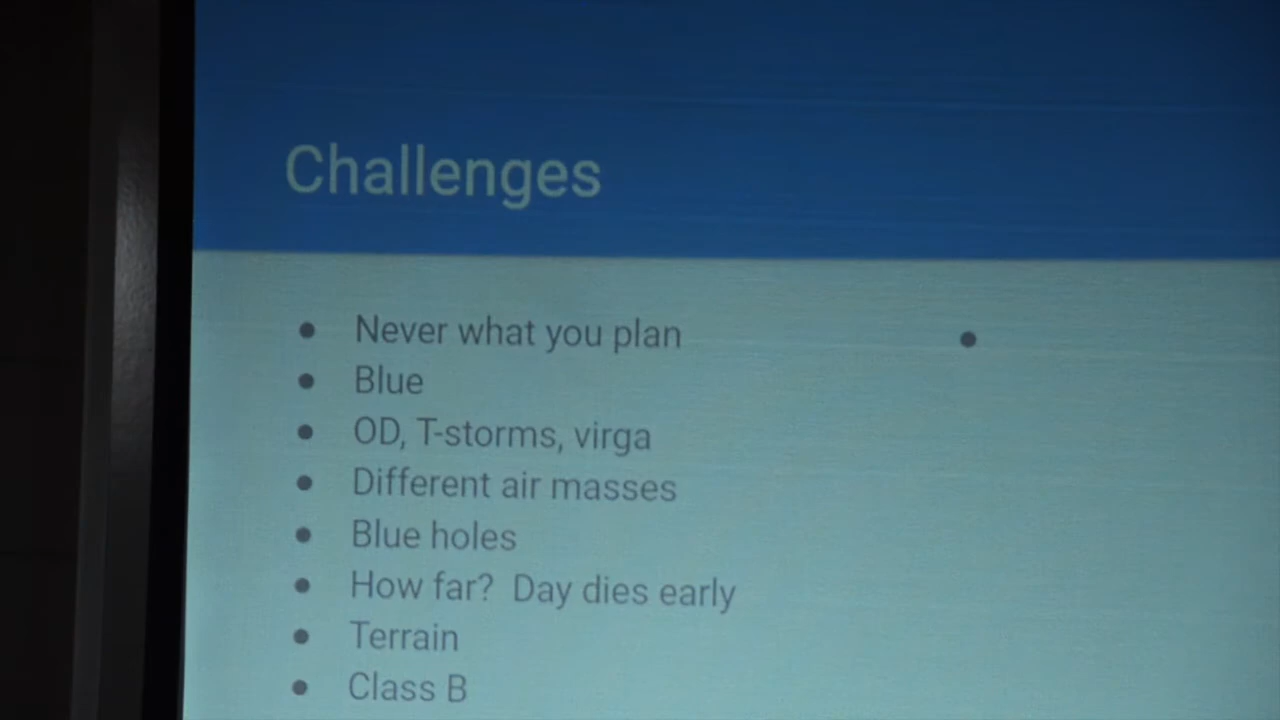 Challenges
● Never what you plan
● Blue
● OD, T-storms, virga
● Different air masses
● Blue holes
● How far?  Day dies early
● Terrain
● Class B
●